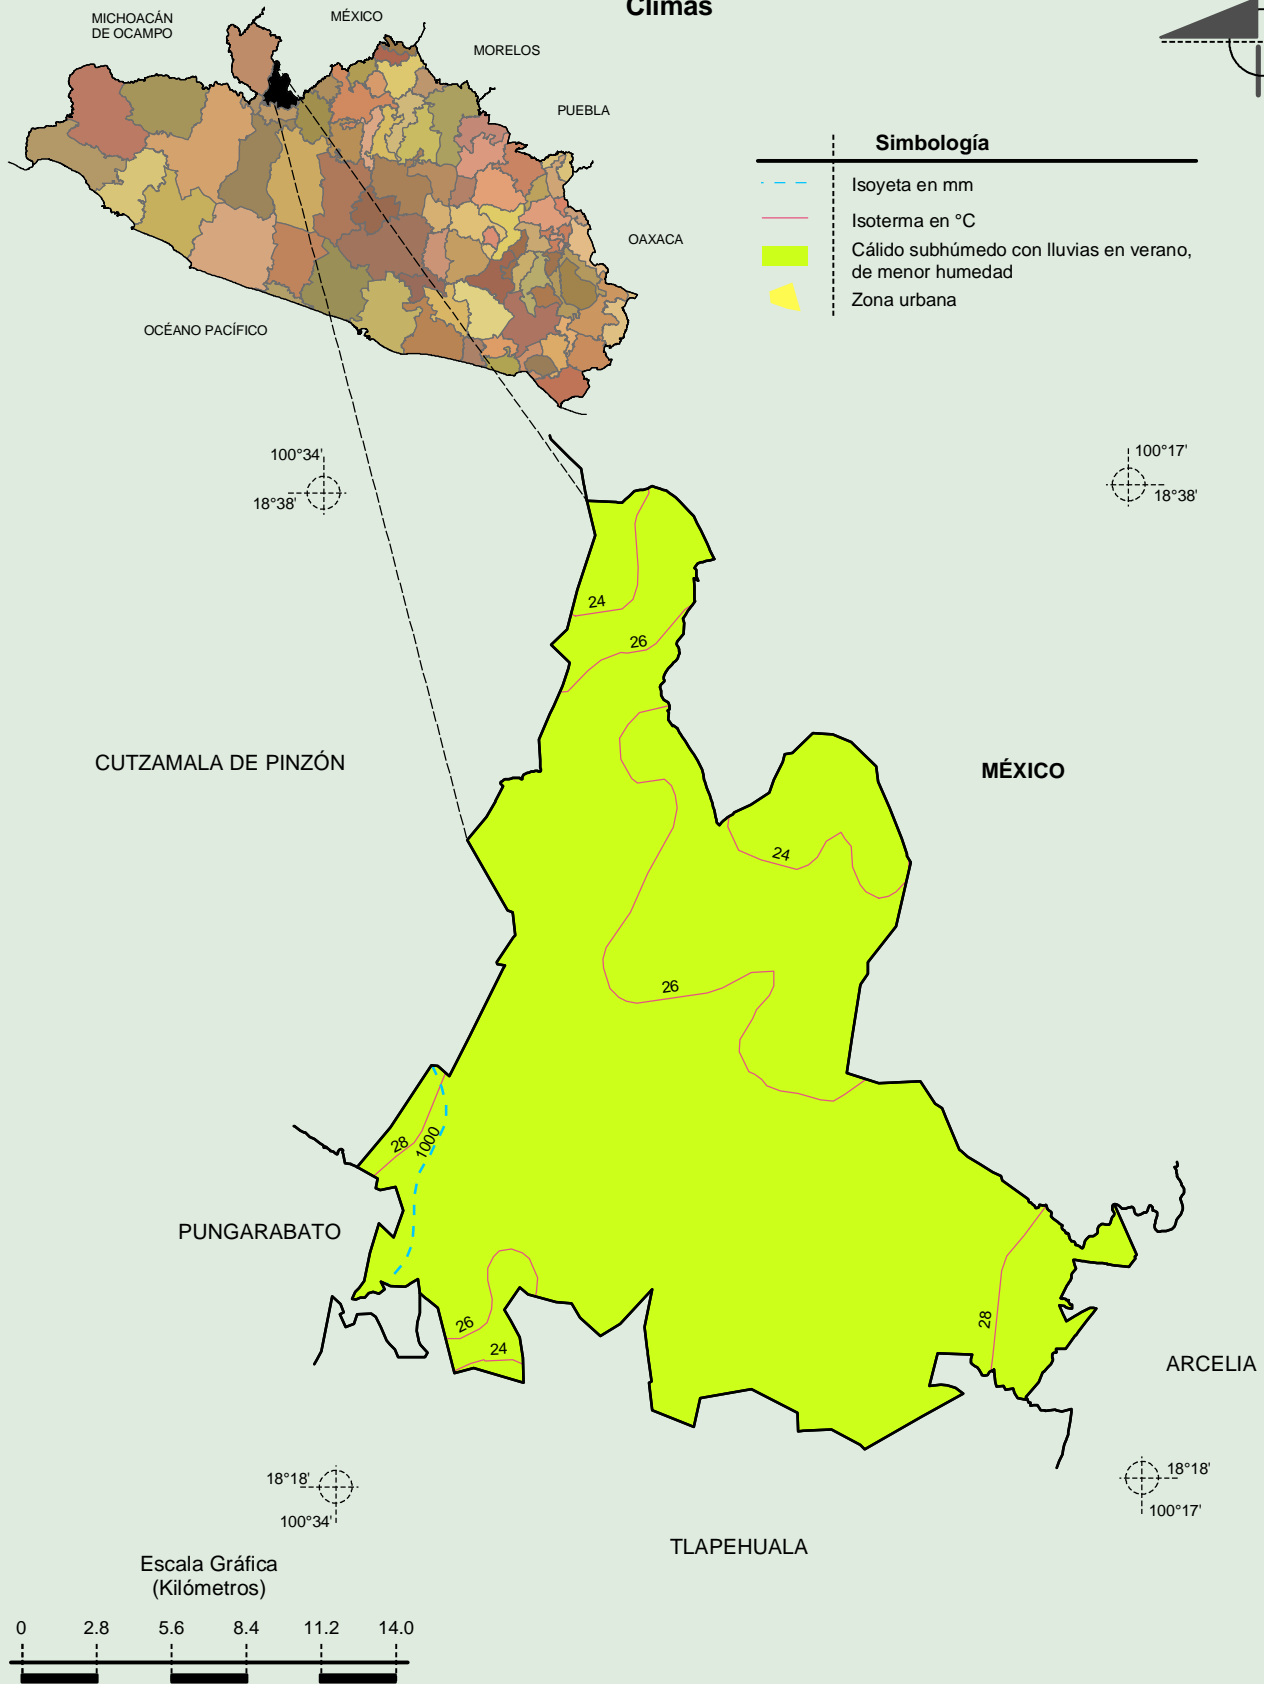 Climas
MICHOACÁN
DE OCAMPO
MÉXICO
MORELOS
PUEBLA
OAXACA
OCÉANO PACÍFICO
Simbología
Isoyeta en mm
Isoterma en °C
Cálido subhúmedo con lluvias en verano,
de menor humedad
Zona urbana
100°34'
18°38'
100°17'
18°38'
24
26
CUTZAMALA DE PINZÓN
MÉXICO
24
26
28
1000
PUNGARABATO
26
24
28
ARCELIA
18°18'
100°34'
18°18'
100°17'
TLAPEHUALA
Escala Gráfica
(Kilómetros)
0
2.8
5.6
8.4
11.2
14.0